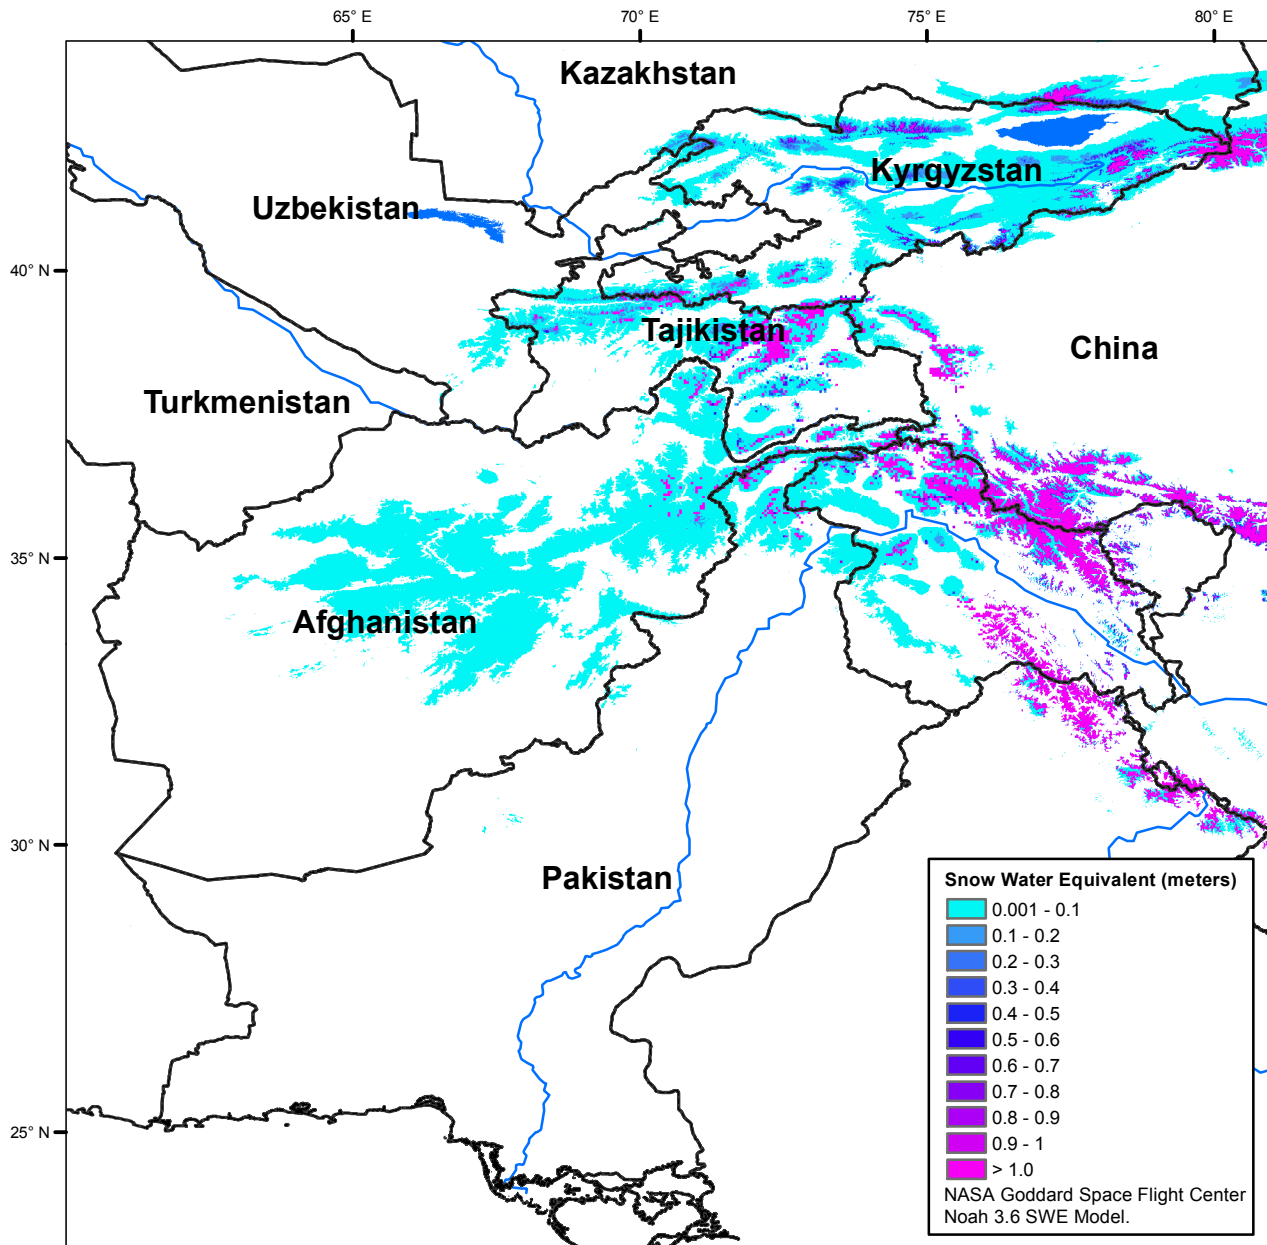 65° E
70° E
75° E
80° E
Kazakhstan
Kyrgyzstan
Uzbekistan
40° N
Tajikistan
China
Turkmenistan
35° N
Afghanistan
30° N
Pakistan
25° N
Snow Water Equivalent (meters)
0.001 - 0.1
0.1 - 0.2
0.2 - 0.3
0.3 - 0.4
0.4 - 0.5
0.5 - 0.6
0.6 - 0.7
0.7 - 0.8
0.8 - 0.9
0.9 - 1
> 1.0
NASA Goddard Space Flight Center
Noah 3.6 SWE Model.